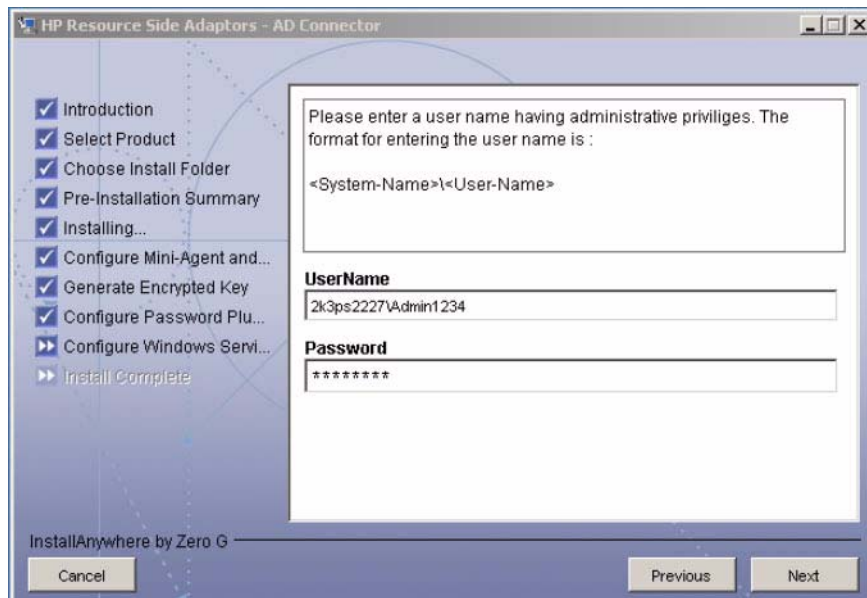 HP Resource Side Adaptors - AD Connector
Introduction
Select Product
Choose Install Folder
Pre-Installation Summary
Installing...
Configure Mini-Agent and...
Generate Encrypted Key
Configure Password Plu...
Configure Windows Servi...
Install Complete
Please enter a user name having administrative priviliges. The
format for entering the user name is :
<System-Name>\<User-Name>
UserName
2k3ps2227\Admin1234
Password
********
InstallAnywhere by Zero G
Cancel
Previous
Next